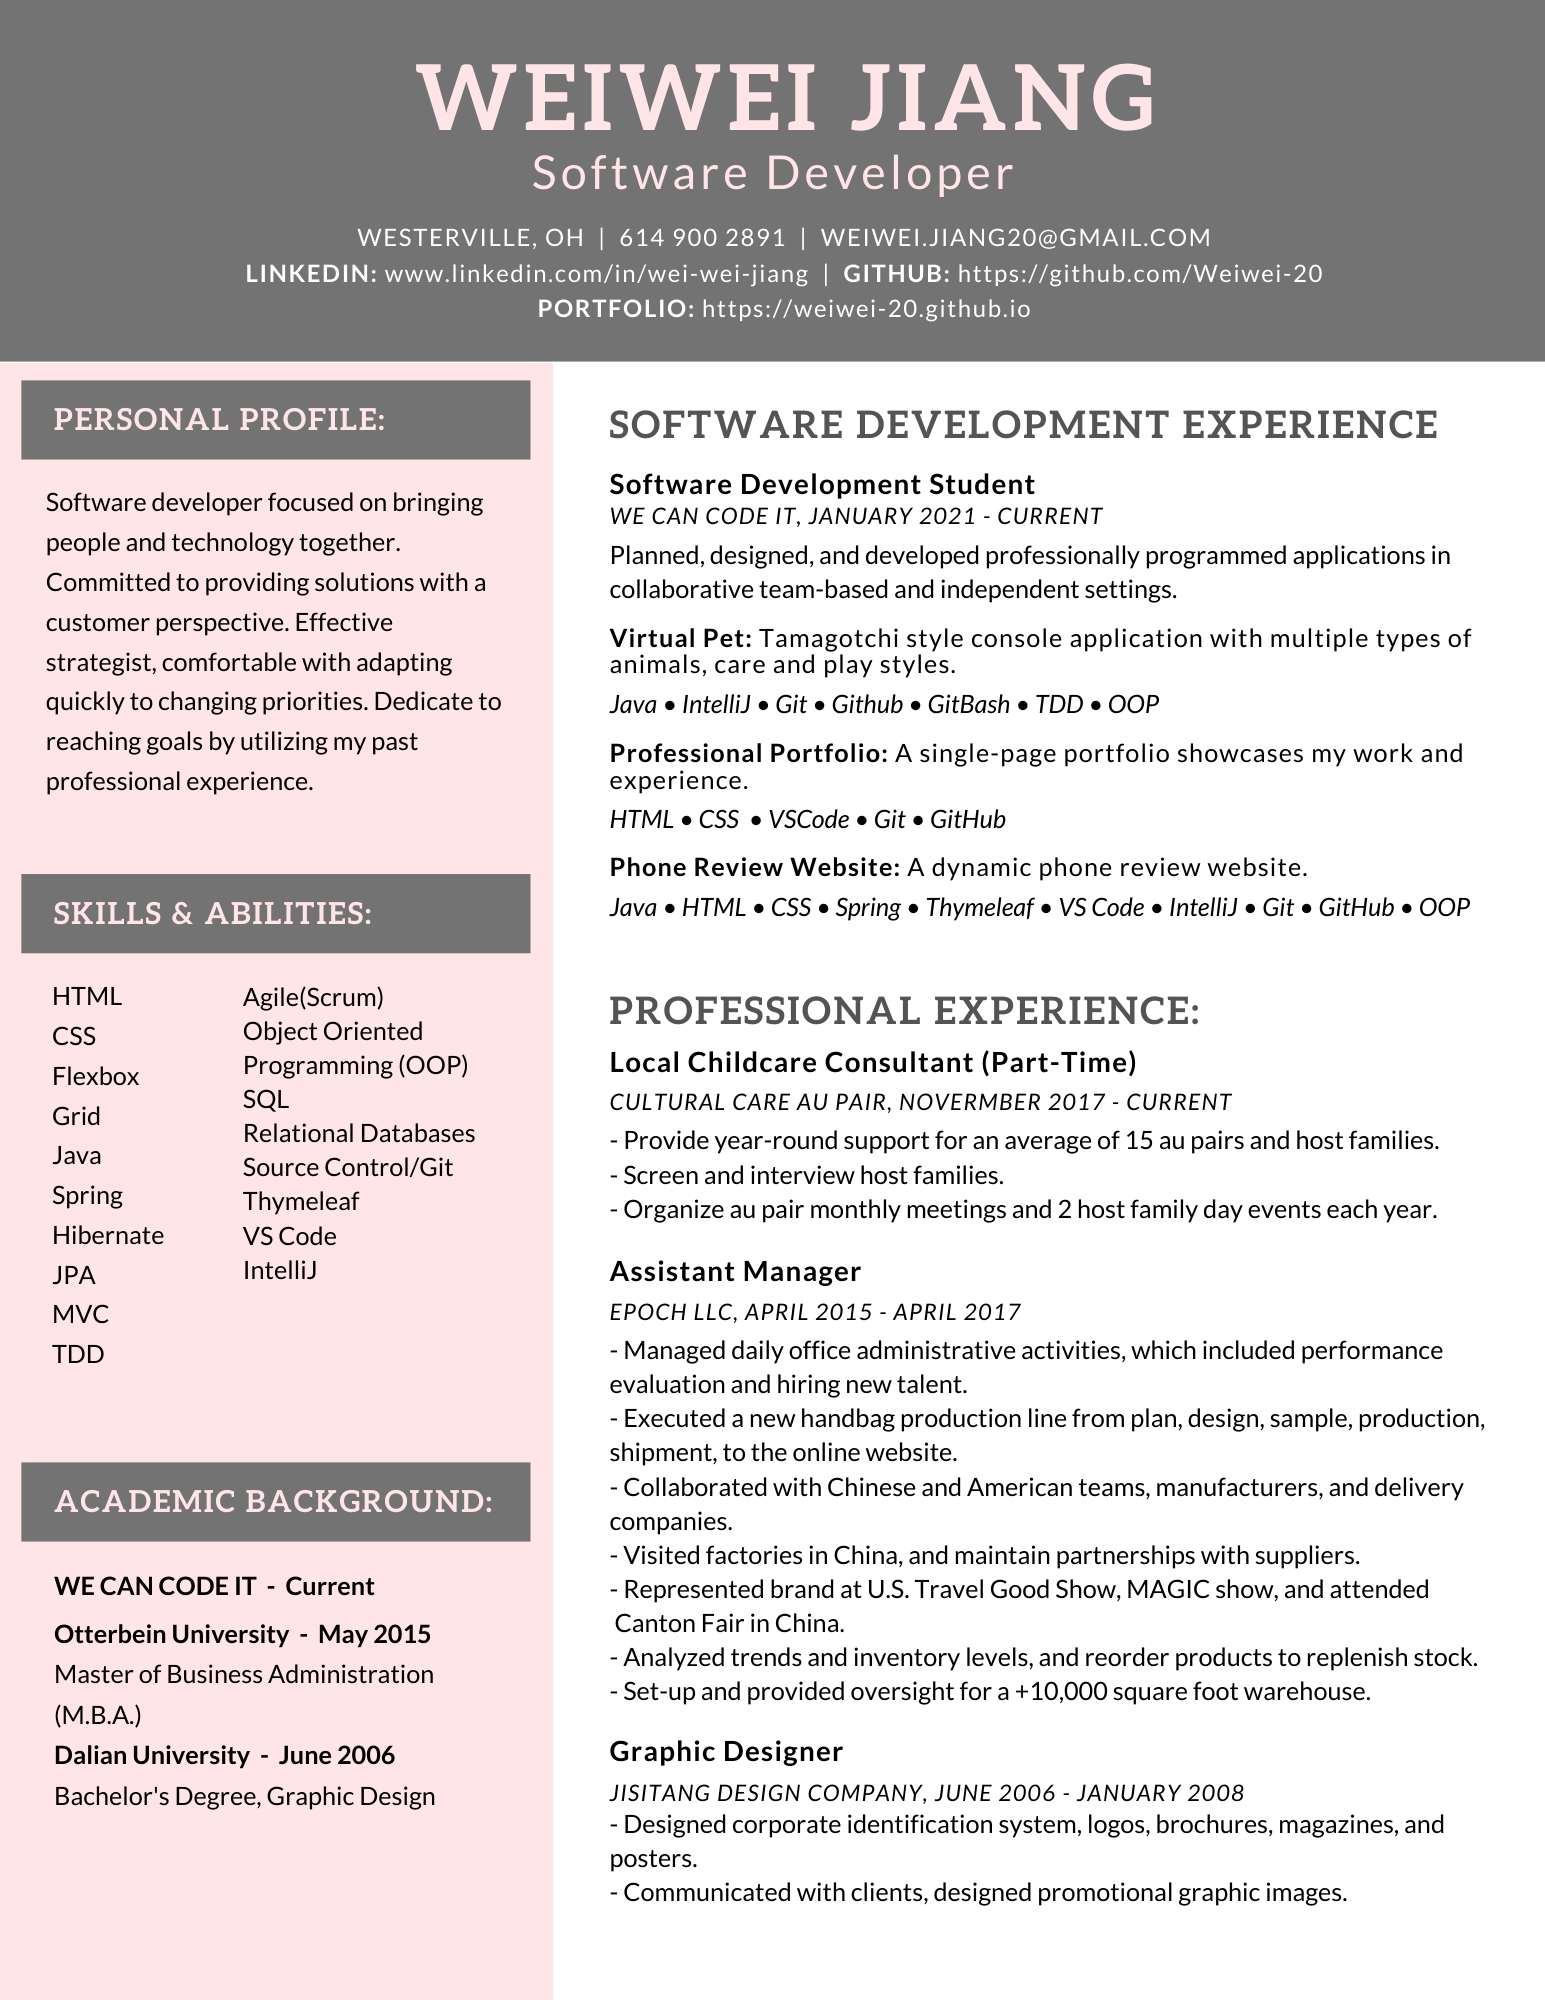 WEIWEI JIANG
Software Developer
WESTERVILLE, OH | 614 900 2891 | WEIWEI.JIANG20@GMAIL.COM
LINKEDIN: www.linkedin.com/in/wei-wei-jiang | GITHUB: https://github.com/Weiwei-20
PORTFOLIO: https://weiwei-20.github.io
PERSONAL PROFILE:
Software developer focused on bringing
people and technology together.
Committed to providing solutions with a
customer perspective. Effective
strategist, comfortable with adapting
quickly to changing priorities. Dedicate to
reaching goals by utilizing my past
professional experience.
SKILLS & ABILITIES:
HTML
CSS
Flexbox
Grid
Java
Spring
Hibernate
JPA
MVC
TDD
Agile(Scrum)
Object Oriented
Programming (OOP)
SQL
Relational Databases
Source Control/Git
Thymeleaf
VS Code
IntelliJ
ACADEMIC BACKGROUND:
WE CAN CODE IT - Current
Otterbein University - May 2015
Master of Business Administration
(M.B.A.)
Dalian University - June 2006
Bachelor's Degree, Graphic Design
SOFTWARE DEVELOPMENT EXPERIENCE
Software Development Student
WE CAN CODE IT, JANUARY 2021 - CURRENT
Planned, designed, and developed professionally programmed applications in
collaborative team-based and independent settings.
Virtual Pet: Tamagotchi style console application with multiple types of
animals, care and play styles.
Java • IntelliJ • Git • Github • GitBash • TDD • OOP
Professional Portfolio: A single-page portfolio showcases my work and
experience.
HTML • CSS • VSCode • Git • GitHub
Phone Review Website: A dynamic phone review website.
Java • HTML • CSS • Spring • Thymeleaf • VS Code • IntelliJ • Git • GitHub • OOP
PROFESSIONAL EXPERIENCE:
Local Childcare Consultant (Part-Time)
CULTURAL CARE AU PAIR, NOVERMBER 2017 - CURRENT
- Provide year-round support for an average of 15 au pairs and host families.
- Screen and interview host families.
- Organize au pair monthly meetings and 2 host family day events each year.
Assistant Manager
EPOCH LLC, APRIL 2015 - APRIL 2017
- Managed daily office administrative activities, which included performance
evaluation and hiring new talent.
- Executed a new handbag production line from plan, design, sample, production,
shipment, to the online website.
- Collaborated with Chinese and American teams, manufacturers, and delivery
companies.
- Visited factories in China, and maintain partnerships with suppliers.
- Represented brand at U.S. Travel Good Show, MAGIC show, and attended
Canton Fair in China.
- Analyzed trends and inventory levels, and reorder products to replenish stock.
- Set-up and provided oversight for a +10,000 square foot warehouse.
Graphic Designer
JISITANG DESIGN COMPANY, JUNE 2006 - JANUARY 2008
- Designed corporate identification system, logos, brochures, magazines, and
posters.
- Communicated with clients, designed promotional graphic images.